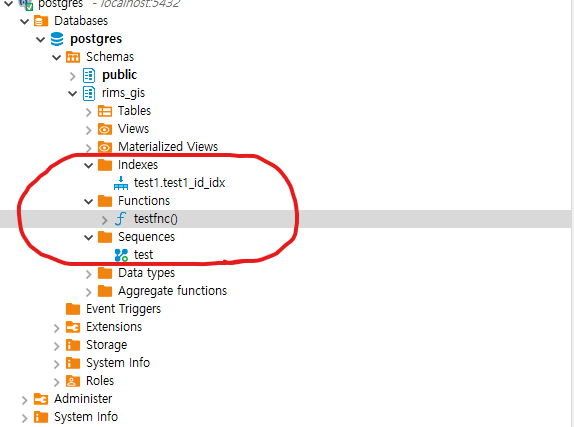 postgres - localhost:5432
Databases
postgres
Schemas
public
rims_gis
Tables
Views
Materialized Views
Indexes
test1.test1_id_idx
Functions
testfnc()
Sequences
test
Data types
Aggregate functions
Event Triggers
Extensions
Storage
System Info
Roles
Administer
System Info